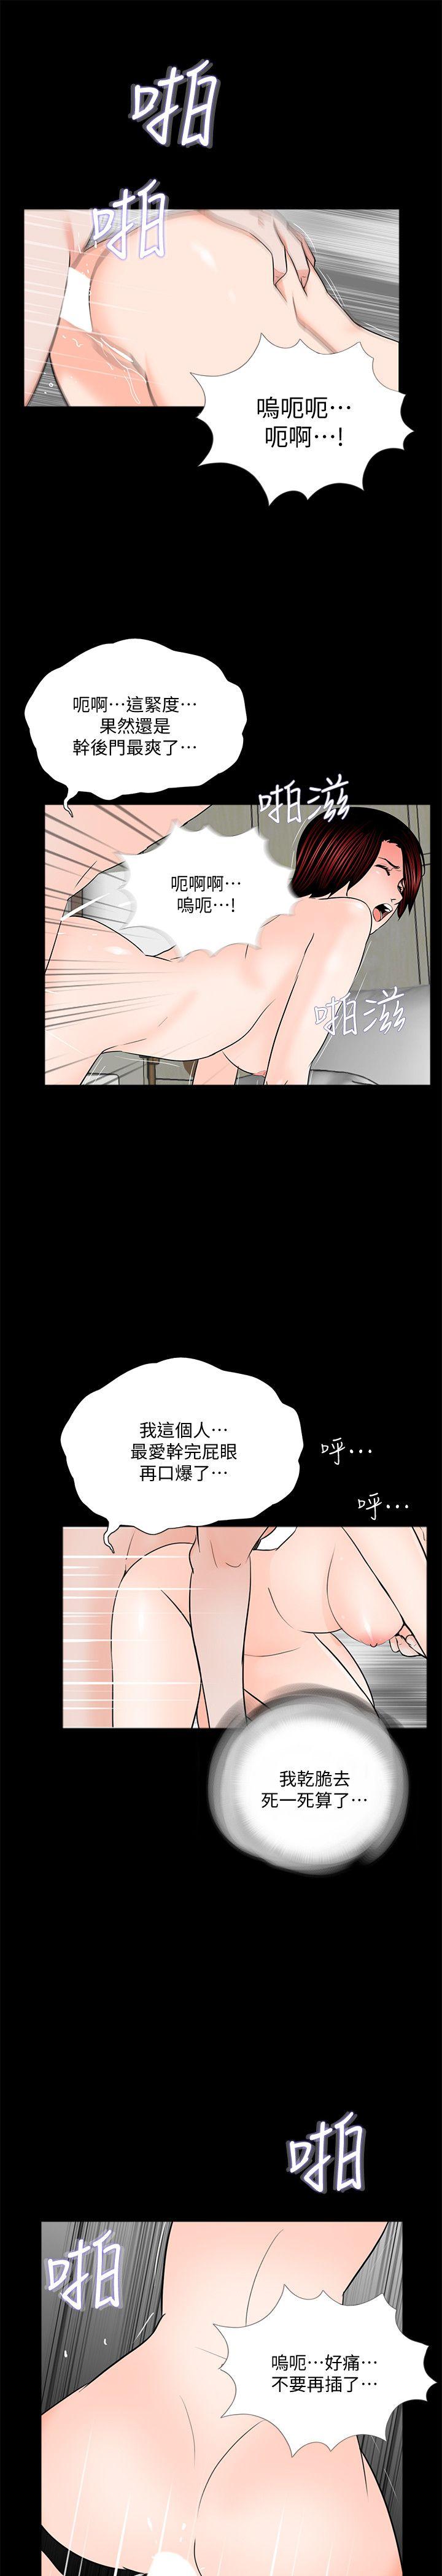 啪
啪
嗚呃呃…
呃啊…!
呃啊…這緊度…
果然還是
幹後門最爽了…
啪滋
呃啊啊…
嗚呃…!
啪滋
我這個人…
最愛幹完屁眼
再口爆了…
呼…
呼…
我乾脆去
死一死算了…
啪
啪
嗚呃…好痛…
不要再插了…